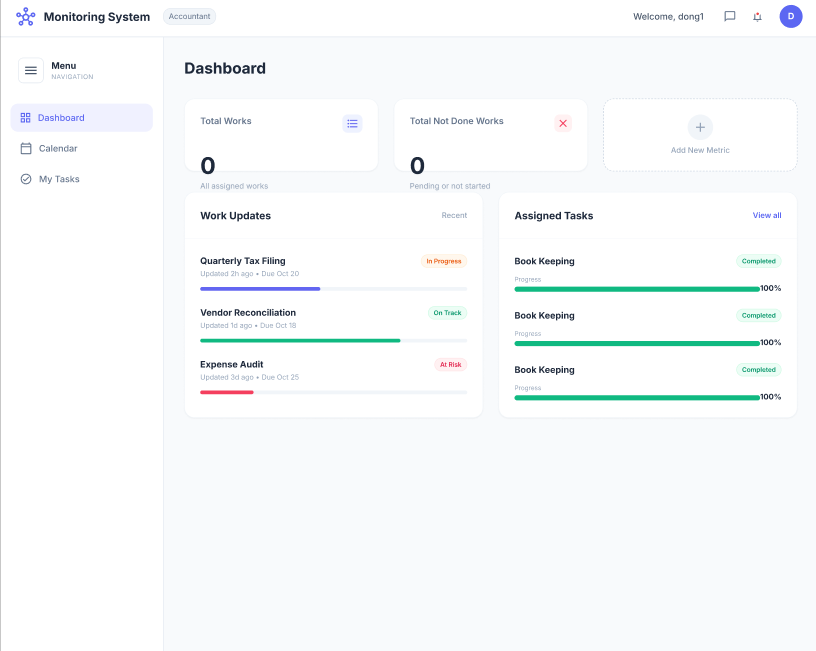 Monitoring System
Accountant
Welcome, dong1
D
Menu
NAVIGATION
Dashboard
Calendar
My Tasks
Dashboard
Total Works
0
All assigned works
Total Not Done Works
0
Pending or not started
Add New Metric
Work Updates
Recent
Quarterly Tax Filing
In Progress
Updated 2h ago • Due Oct 20
Vendor Reconciliation
On Track
Updated 1d ago • Due Oct 18
Expense Audit
At Risk
Updated 3d ago • Due Oct 25
Assigned Tasks
View all
Book Keeping
Completed
Progress
100%
Book Keeping
Completed
Progress
100%
Book Keeping
Completed
Progress
100%